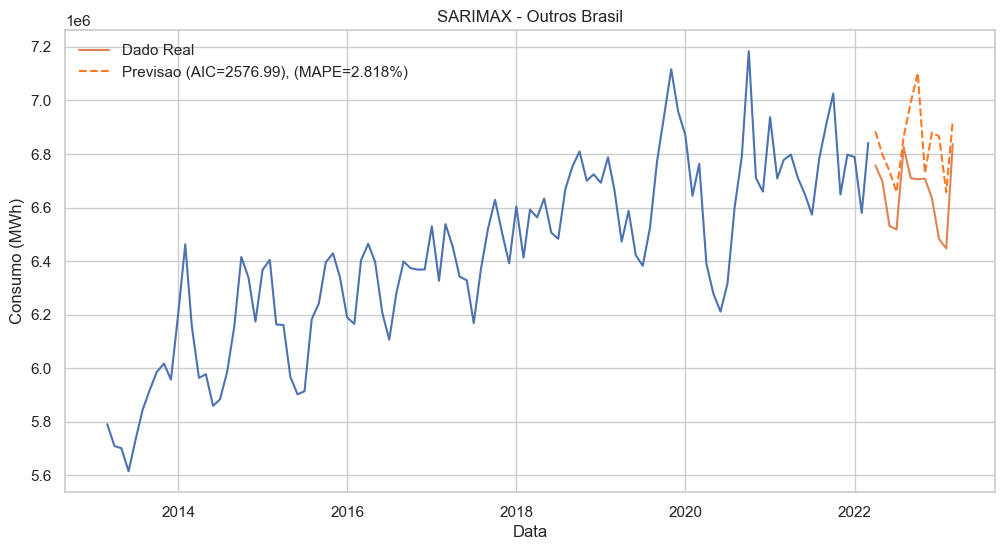 SARIMAX - Outros Brasil
1e6
Dado Real
Previsao (AIC=2576.99), (MAPE=2.818%)
7.2
7.0
6.8
6.6
6.4
6.2
6.0
5.8
5.6
Consumo (MWh)
2014 2016 2018 2020 2022
Data